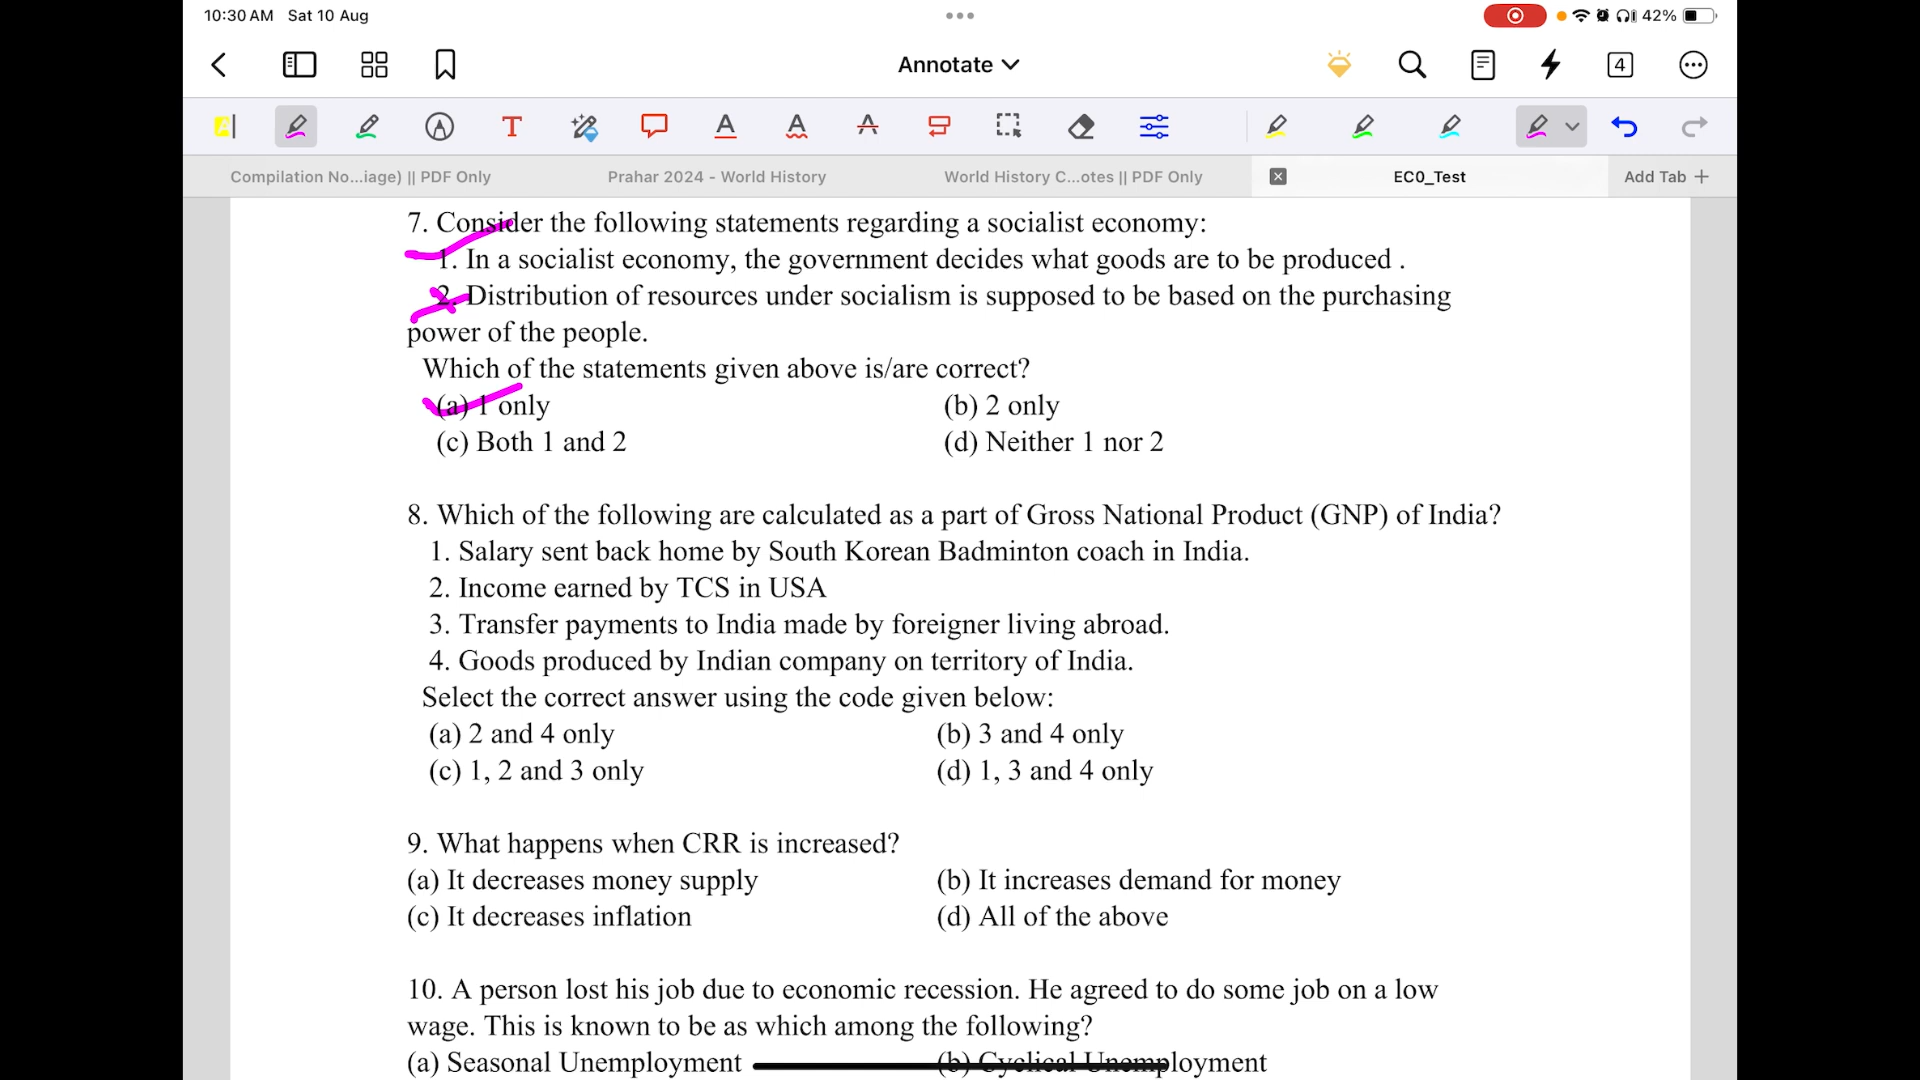 10:30 AM Sat 10 Aug
42%
Annotate
4
T
A
A
A
A
Compilation No...iage) || PDF Only
Prahar 2024 - World History
World History C...otes || PDF Only
EC0_Test
Add Tab +
7. Consider the following statements regarding a socialist economy:
1. In a socialist economy, the government decides what goods are to be produced .
2. Distribution of resources under socialism is supposed to be based on the purchasing
power of the people.
Which of the statements given above is/are correct?
(a) 1 only (b) 2 only
(c) Both 1 and 2 (d) Neither 1 nor 2
8. Which of the following are calculated as a part of Gross National Product (GNP) of India?
1. Salary sent back home by South Korean Badminton coach in India.
2. Income earned by TCS in USA
3. Transfer payments to India made by foreigner living abroad.
4. Goods produced by Indian company on territory of India.
Select the correct answer using the code given below:
(a) 2 and 4 only (b) 3 and 4 only
(c) 1, 2 and 3 only (d) 1, 3 and 4 only
9. What happens when CRR is increased?
(a) It decreases money supply (b) It increases demand for money
(c) It decreases inflation (d) All of the above
10. A person lost his job due to economic recession. He agreed to do some job on a low
wage. This is known to be as which among the following?
(a) Seasonal Unemployment (b) Cyclical Unemployment